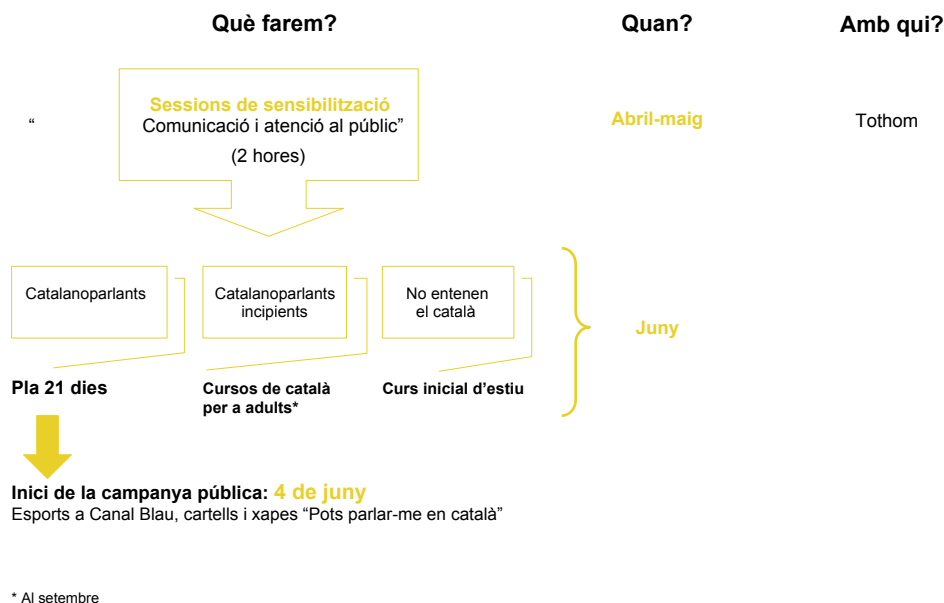 Què farem?
Quan?
Amb qui?
Sessions de sensibilització
“
Comunicació i atenció al públic”
(2 hores)
Abril-maig
Tothom
Catalanoparlants
Catalanoparlants
incipients
No entenen
el català
Juny
Pla 21 dies
Cursos de català
per a adults*
Curs inicial d’estiu
Inici de la campanya pública: 4 de juny
Esports a Canal Blau, cartells i xapes “Pots parlar-me en català”
* Al setembre